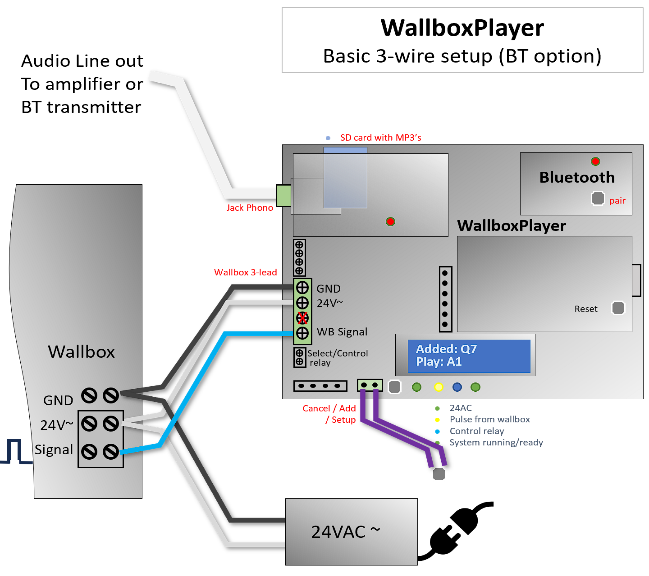 WallboxPlayer
Basic 3-wire setup (BT option)
Audio Line out
To amplifier or
BT transmitter
SD card with MP3's
Bluetooth
pair
Jack Phono
WallboxPlayer
Wallbox 3-lead
GND
24V~
WB Signal
Reset
Select/Control
relay
Added: Q7
Play: A1
Wallbox
GND
24V~
Signal
Cancel / Add
/ Setup
24AC
Pulse from wallbox
Control relay
System running/ready
24VAC ~